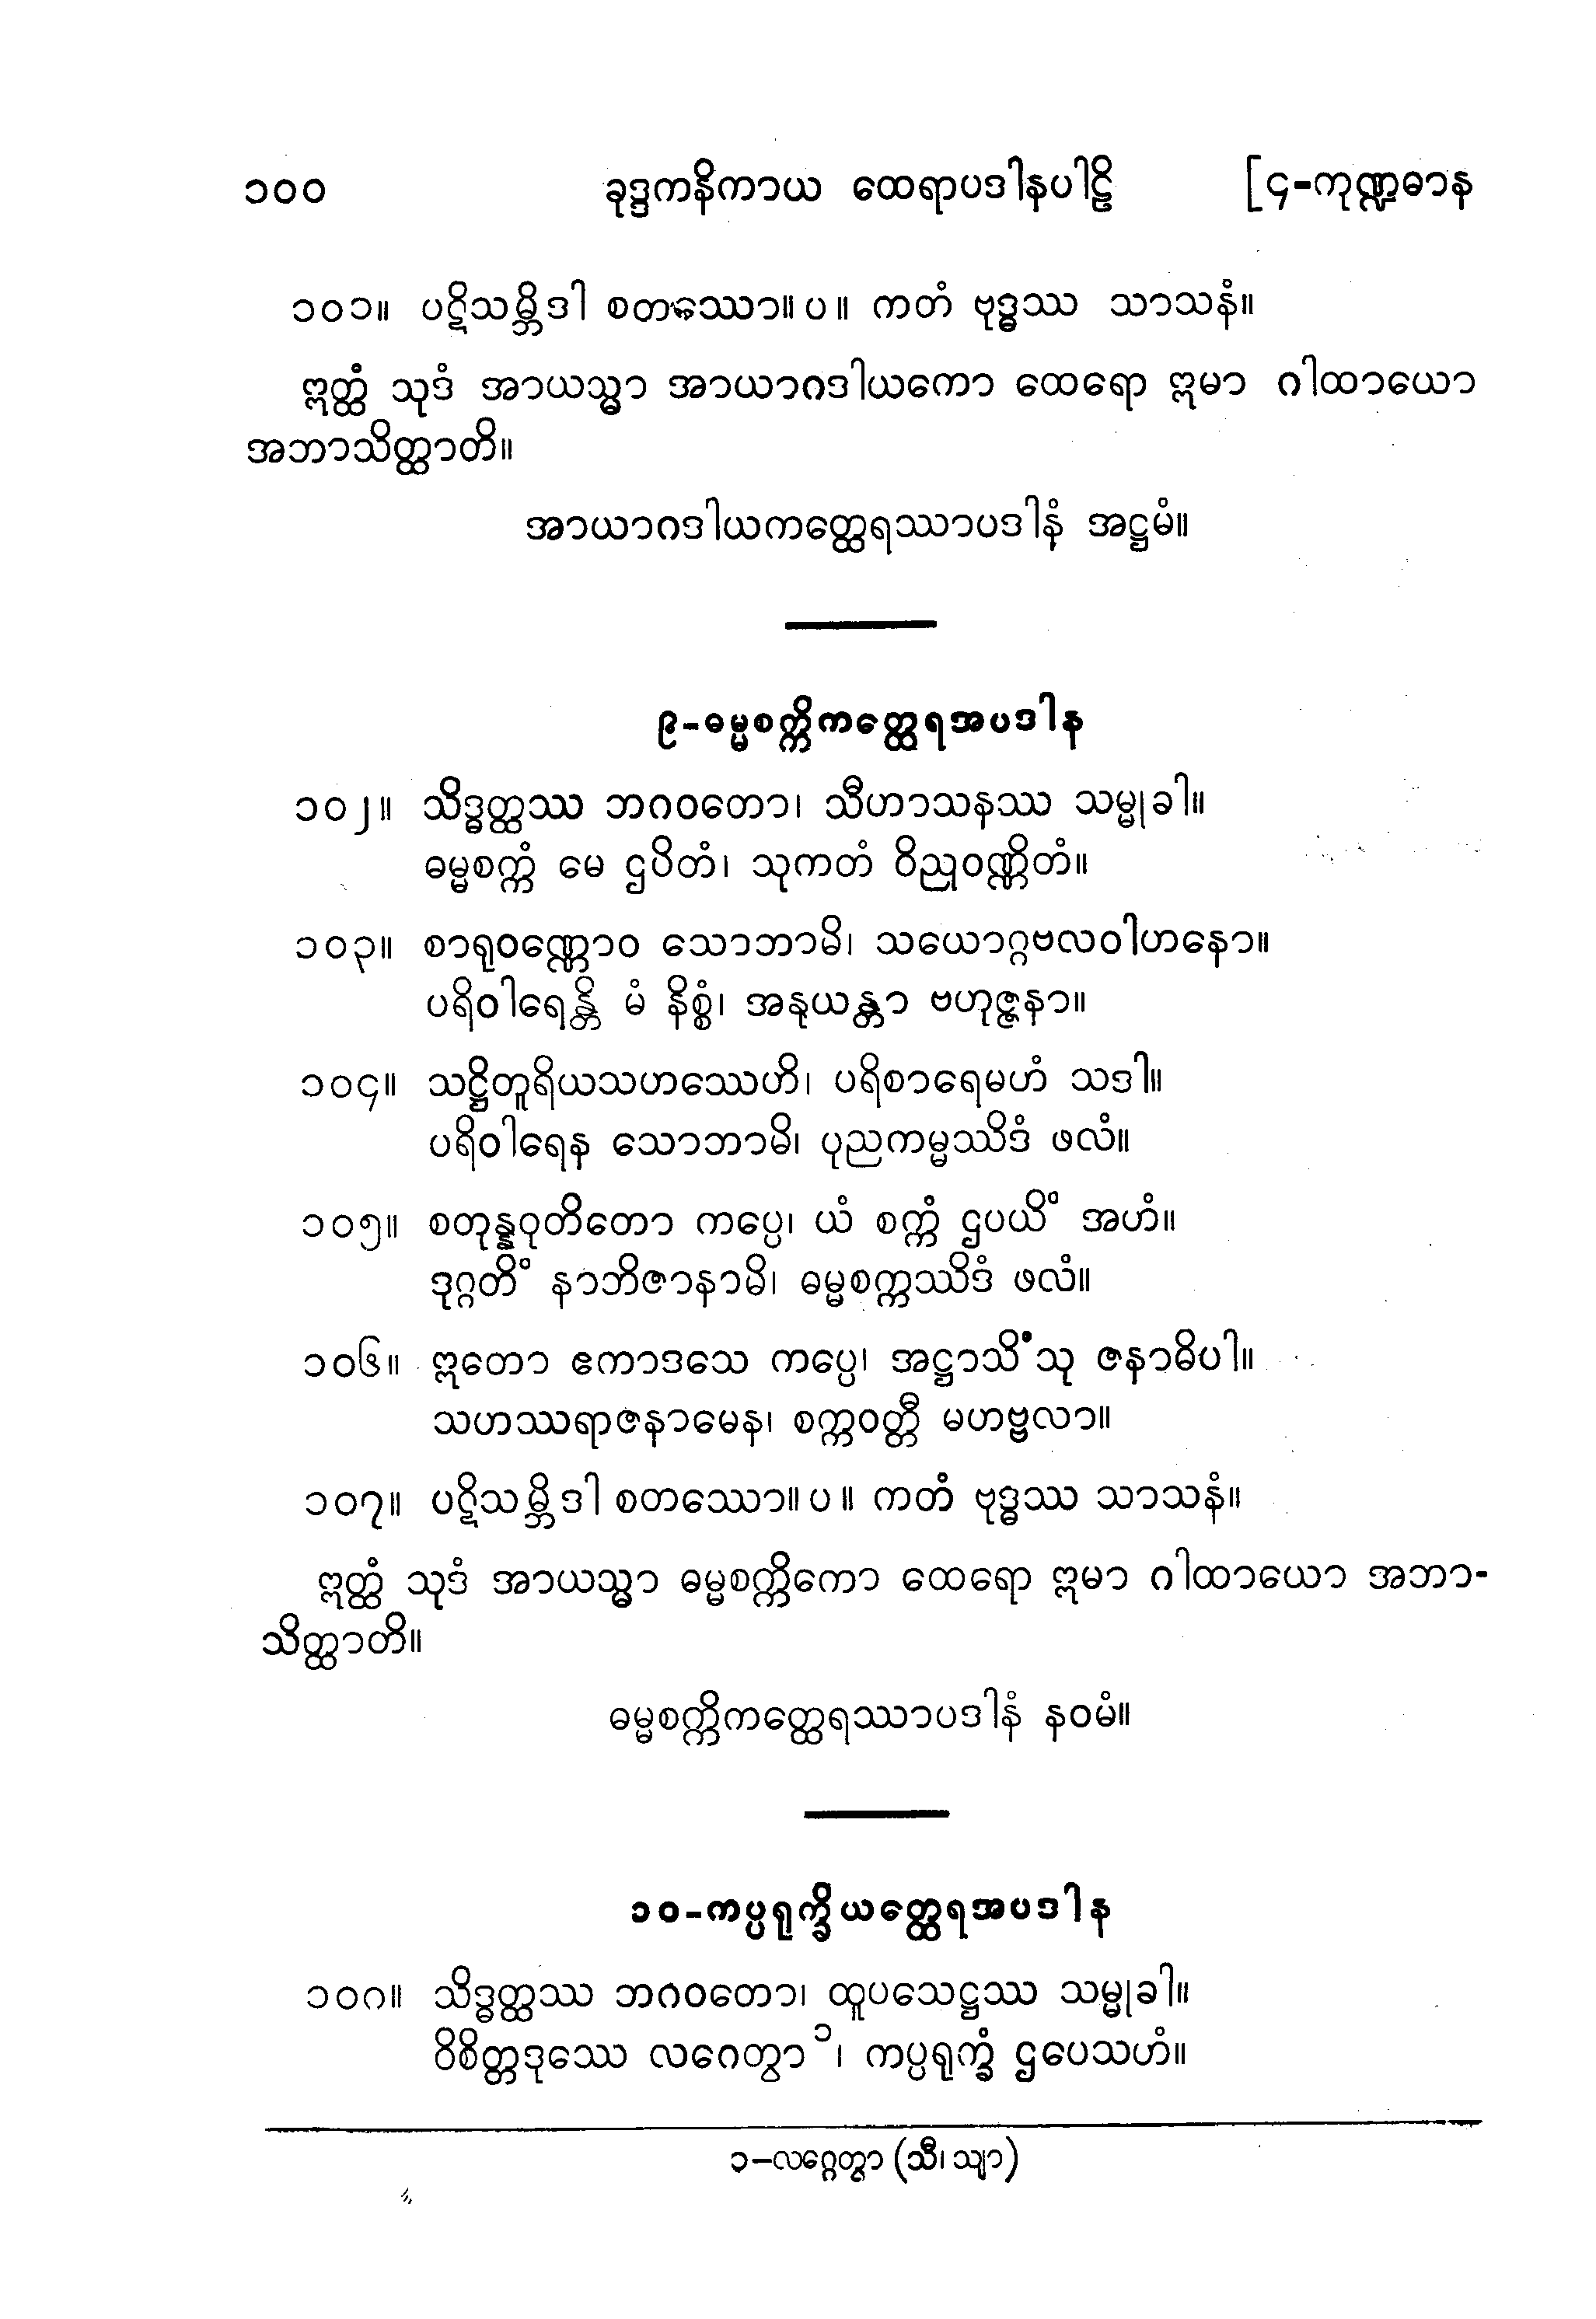 ၁၀၀ ခုဒ္ဒကနိကာယ ထေရာပဒါနပါဠိ [၄-ကုဏ္ဍဓာန
၁၀၁။ ပဋိသမ္ဘိဒါ စတဿော။ပ။ ကတံ ဗုဒ္ဓဿ သာသနံ။
ဣတ္ထံ သုဒံ အာယသ္မာ အာယာဂဒါယကော ထေရော ဣမာ ဂါထာယော
အဘာသိတ္ထာတိ။
အာယာဂဒါယကတ္ထေရဿာပဒါနံ အဋ္ဌမံ။
၉-ဓမ္မစက္ကိကတ္ထေရအပဒါန
၁၀၂။ သိဒ္ဓတ္ထဿ ဘဂဝတော၊ သီဟာသနဿ သမ္မုခါ။
ဓမ္မစက္ကံ မေ ဌပိတံ၊ သုကတံ ဝိညုဝဏ္ဏိတံ။
၁၀၃။ စာရုဝဏ္ဏောဝ သောဘာမိ၊ သယောဂ္ဂဗလဝါဟနော။
ပရိဝါရေန္တိ မံ နိစ္စံ၊ အနုယန္တာ ဗဟုဇ္ဇနာ။
၁၀၄။ သဋ္ဌိတူရိယသဟဿေဟိ၊ ပရိစာရေမဟံ သဒါ။
ပရိဝါရေန သောဘာမိ၊ ပုညကမ္မဿိဒံ ဖလံ။
၁၀၅။ စတုန္နဝုတိတော ကပ္ပေ၊ ယံ စက္ကံ ဌပယိံ အဟံ။
ဒုဂ္ဂတိံ နာဘိဇာနာမိ၊ ဓမ္မစက္ကဿိဒံ ဖလံ။
၁၀၆။ ဣတော ဧကာဒသေ ကပ္ပေ၊ အဋ္ဌာသိံသု ဇနာဓိပါ။
သဟဿရာဇနာမေန၊ စက္ကဝတ္တီ မဟဗ္ဗလာ။
၁၀၇။ ပဋိသမ္ဘိဒါ စတဿော။ပ။ ကတံ ဗုဒ္ဓဿ သာသနံ။
ဣတ္ထံ သုဒံ အာယသ္မာ ဓမ္မစက္ကိကော ထေရော ဣမာ ဂါထာယော အဘာ-
သိတ္ထာတိ။
ဓမ္မစက္ကိကတ္ထေရဿာပဒါနံ နဝမံ။
၁၀-ကပ္ပရုက္ခိယတ္ထေရအပဒါန
၁၀ဂ။ သိဒ္ဓတ္ထဿ ဘဂဝတော၊ ထူပသေဋ္ဌဿ သမ္မုခါ။
ဝိစိတ္တဒုဿေ လဂေတွာ ၁၊ ကပ္ပရုက္ခံ ဌပေသဟံ။
၁-လဂ္ဂေတွာ (သီ၊ သျာ)